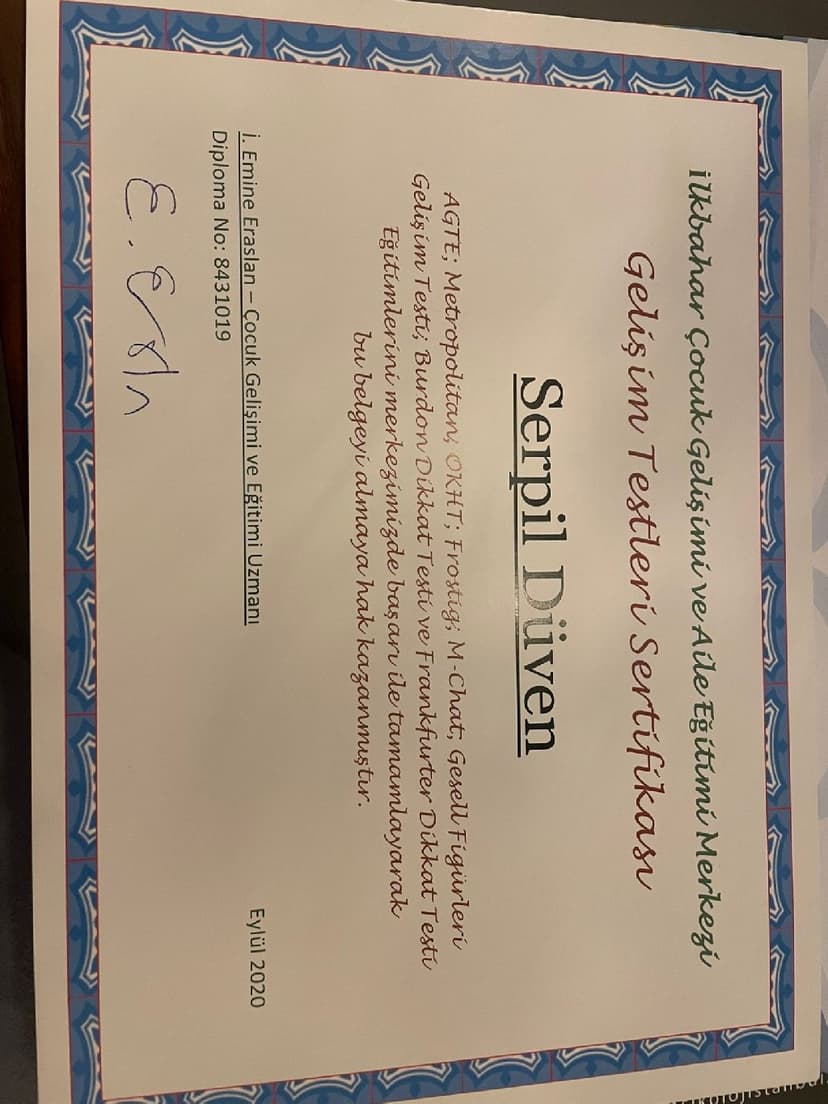 İlkbahar Çocuk Gelişimi ve Aile Eğitimi Merkezi
Gelişim Testleri Sertifikası
Serpil Düven
AGTE; Metropolitan; OKHT; Frostig; M-Chat; Gesell Figürleri
Gelişim Testi; Burdon Dikkat Testi ve Frankfurter Dikkat Testi
Eğitimlerini merkezimizde başarı ile tamamlayarak
bu belgeyi almaya hak kazanmıştır.
Eylül 2020
İ. Emine Eraslan – Çocuk Gelişimi ve Eğitimi Uzmanı
Diploma No: 8431019